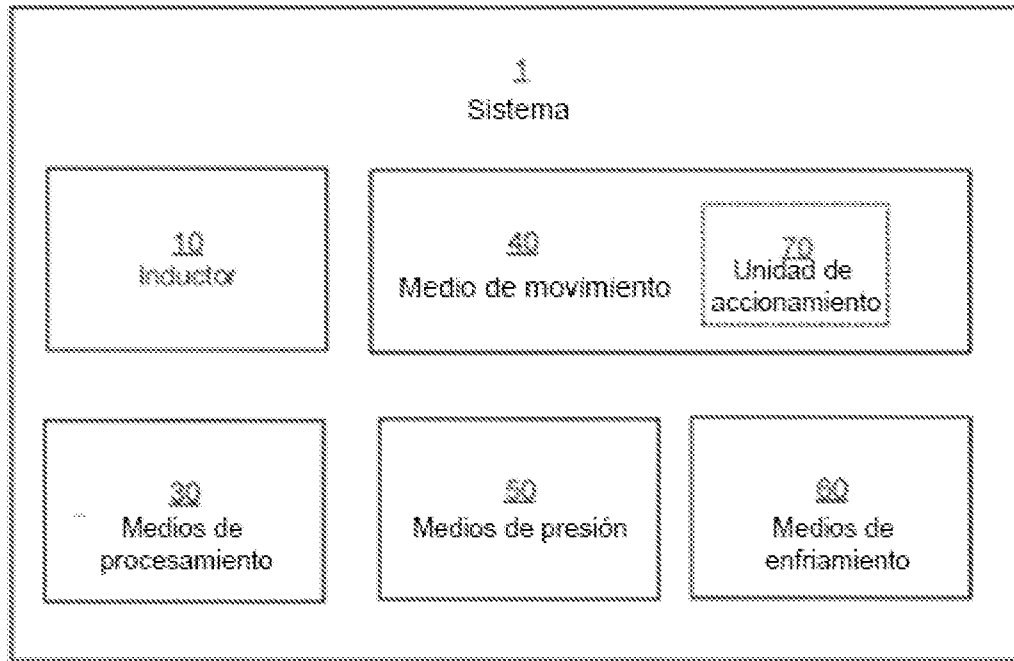 1
Sistema
10
Inductor
40
Medio de movimiento
70
Unidad de
accionamiento
30
Medios de
procesamiento
50
Medios de presión
60
Medios de
enfriamiento